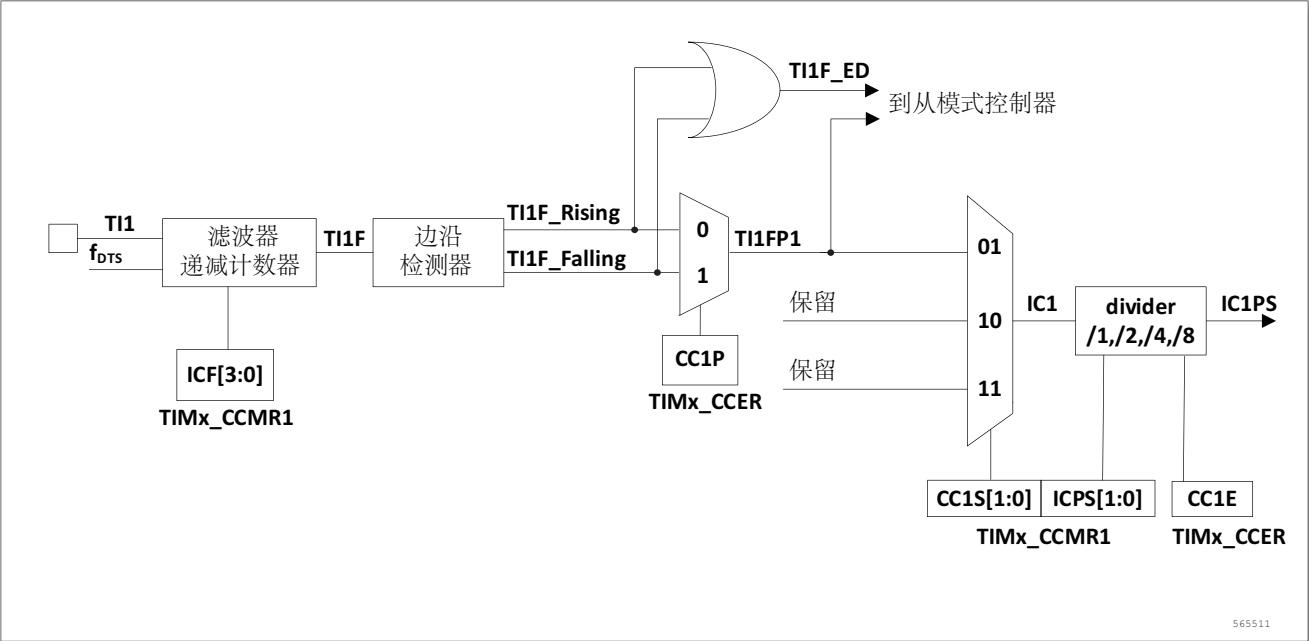 TI1F_ED
到从模式控制器
TI1
fDTS
滤波器
递减计数器
TI1F
边沿
检测器
TI1F_Rising
TI1F_Falling
0
1
TI1FP1
01
保留
10
保留
11
IC1
divider
/1,/2,/4,/8
IC1PS
ICF[3:0]
TIMx_CCMR1
CC1P
TIMx_CCER
CC1S[1:0] ICPS[1:0] CC1E
TIMx_CCMR1 TIMx_CCER
565511